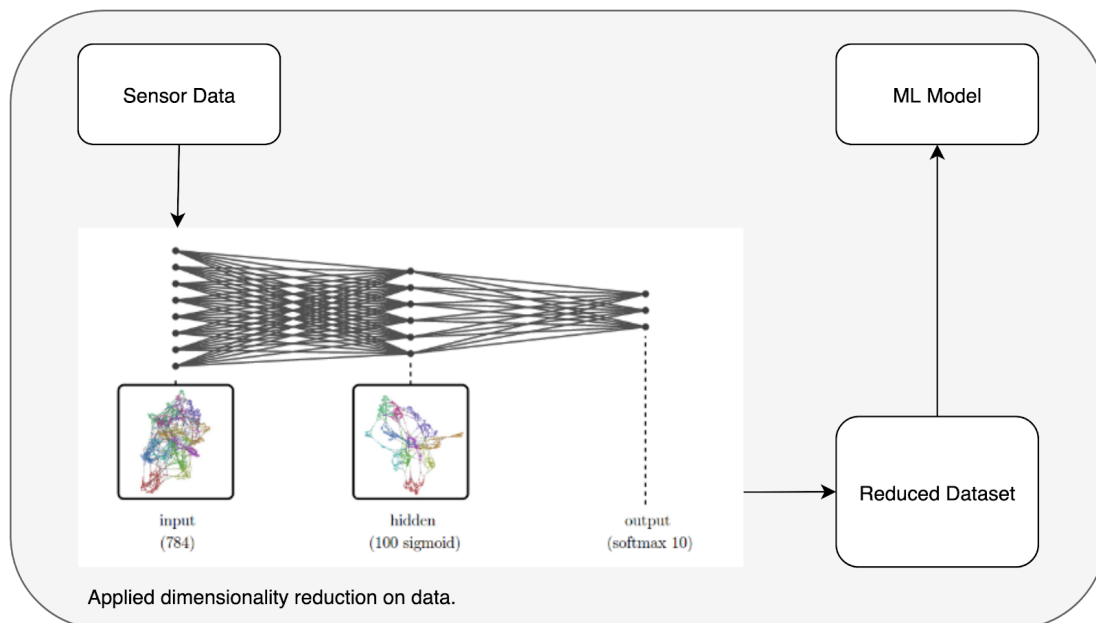 Sensor Data
ML Model
input
(784)
hidden
(100 sigmoid)
output
(softmax 10)
Reduced Dataset
Applied dimensionality reduction on data.